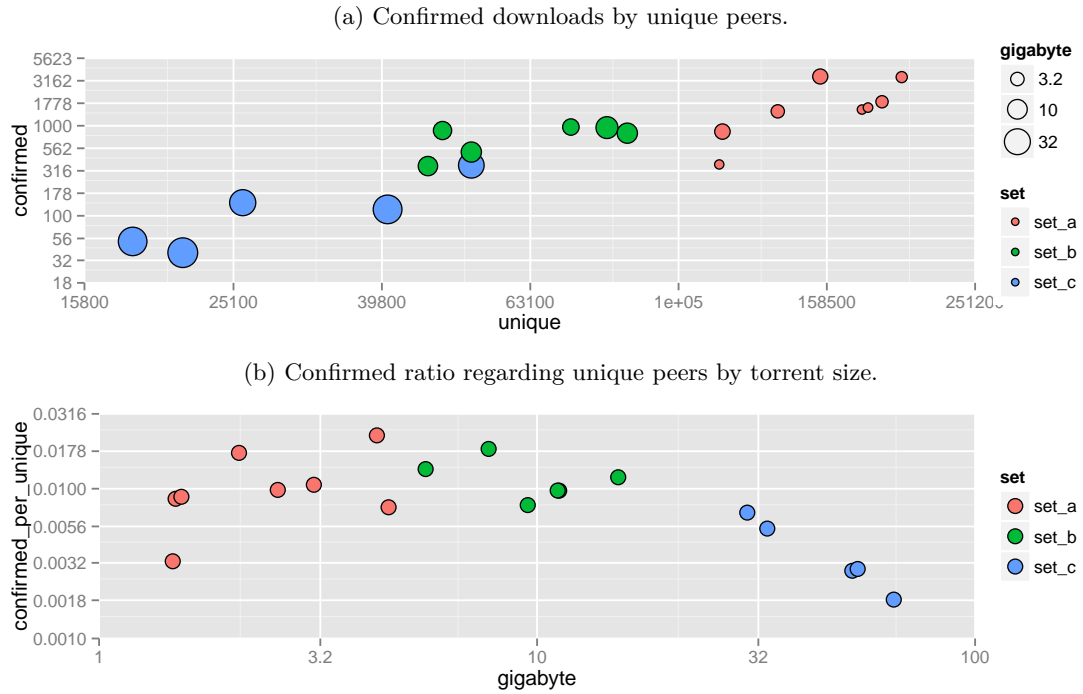 (a) Confirmed downloads by unique peers.
5623
3162
1778
1000
562
316
178
100
56
32
18
confirmed
15800 25100 39800 63100 1e+05 158500 25120
unique
gigabyte
3.2
10
32
set
set_a
set_b
set_c
(b) Confirmed ratio regarding unique peers by torrent size.
0.0316
0.0178
0.0100
0.0056
0.0032
0.0018
0.0010
confirmed_per_unique
1 3.2 10 32 100
gigabyte
set
set_a
set_b
set_c